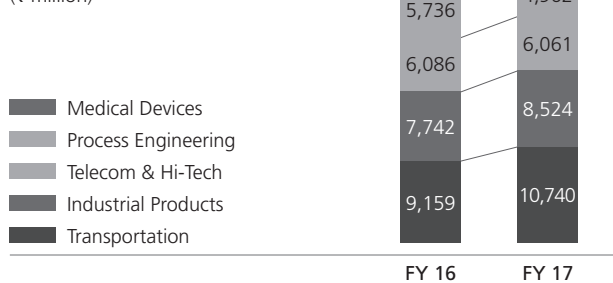 5,736
6,061
6,086
Medical Devices
8,524
Process Engineering
7,742
Telecom & Hi-Tech
Industrial Products
10,740
9,159
Transportation
FY 16 FY 17